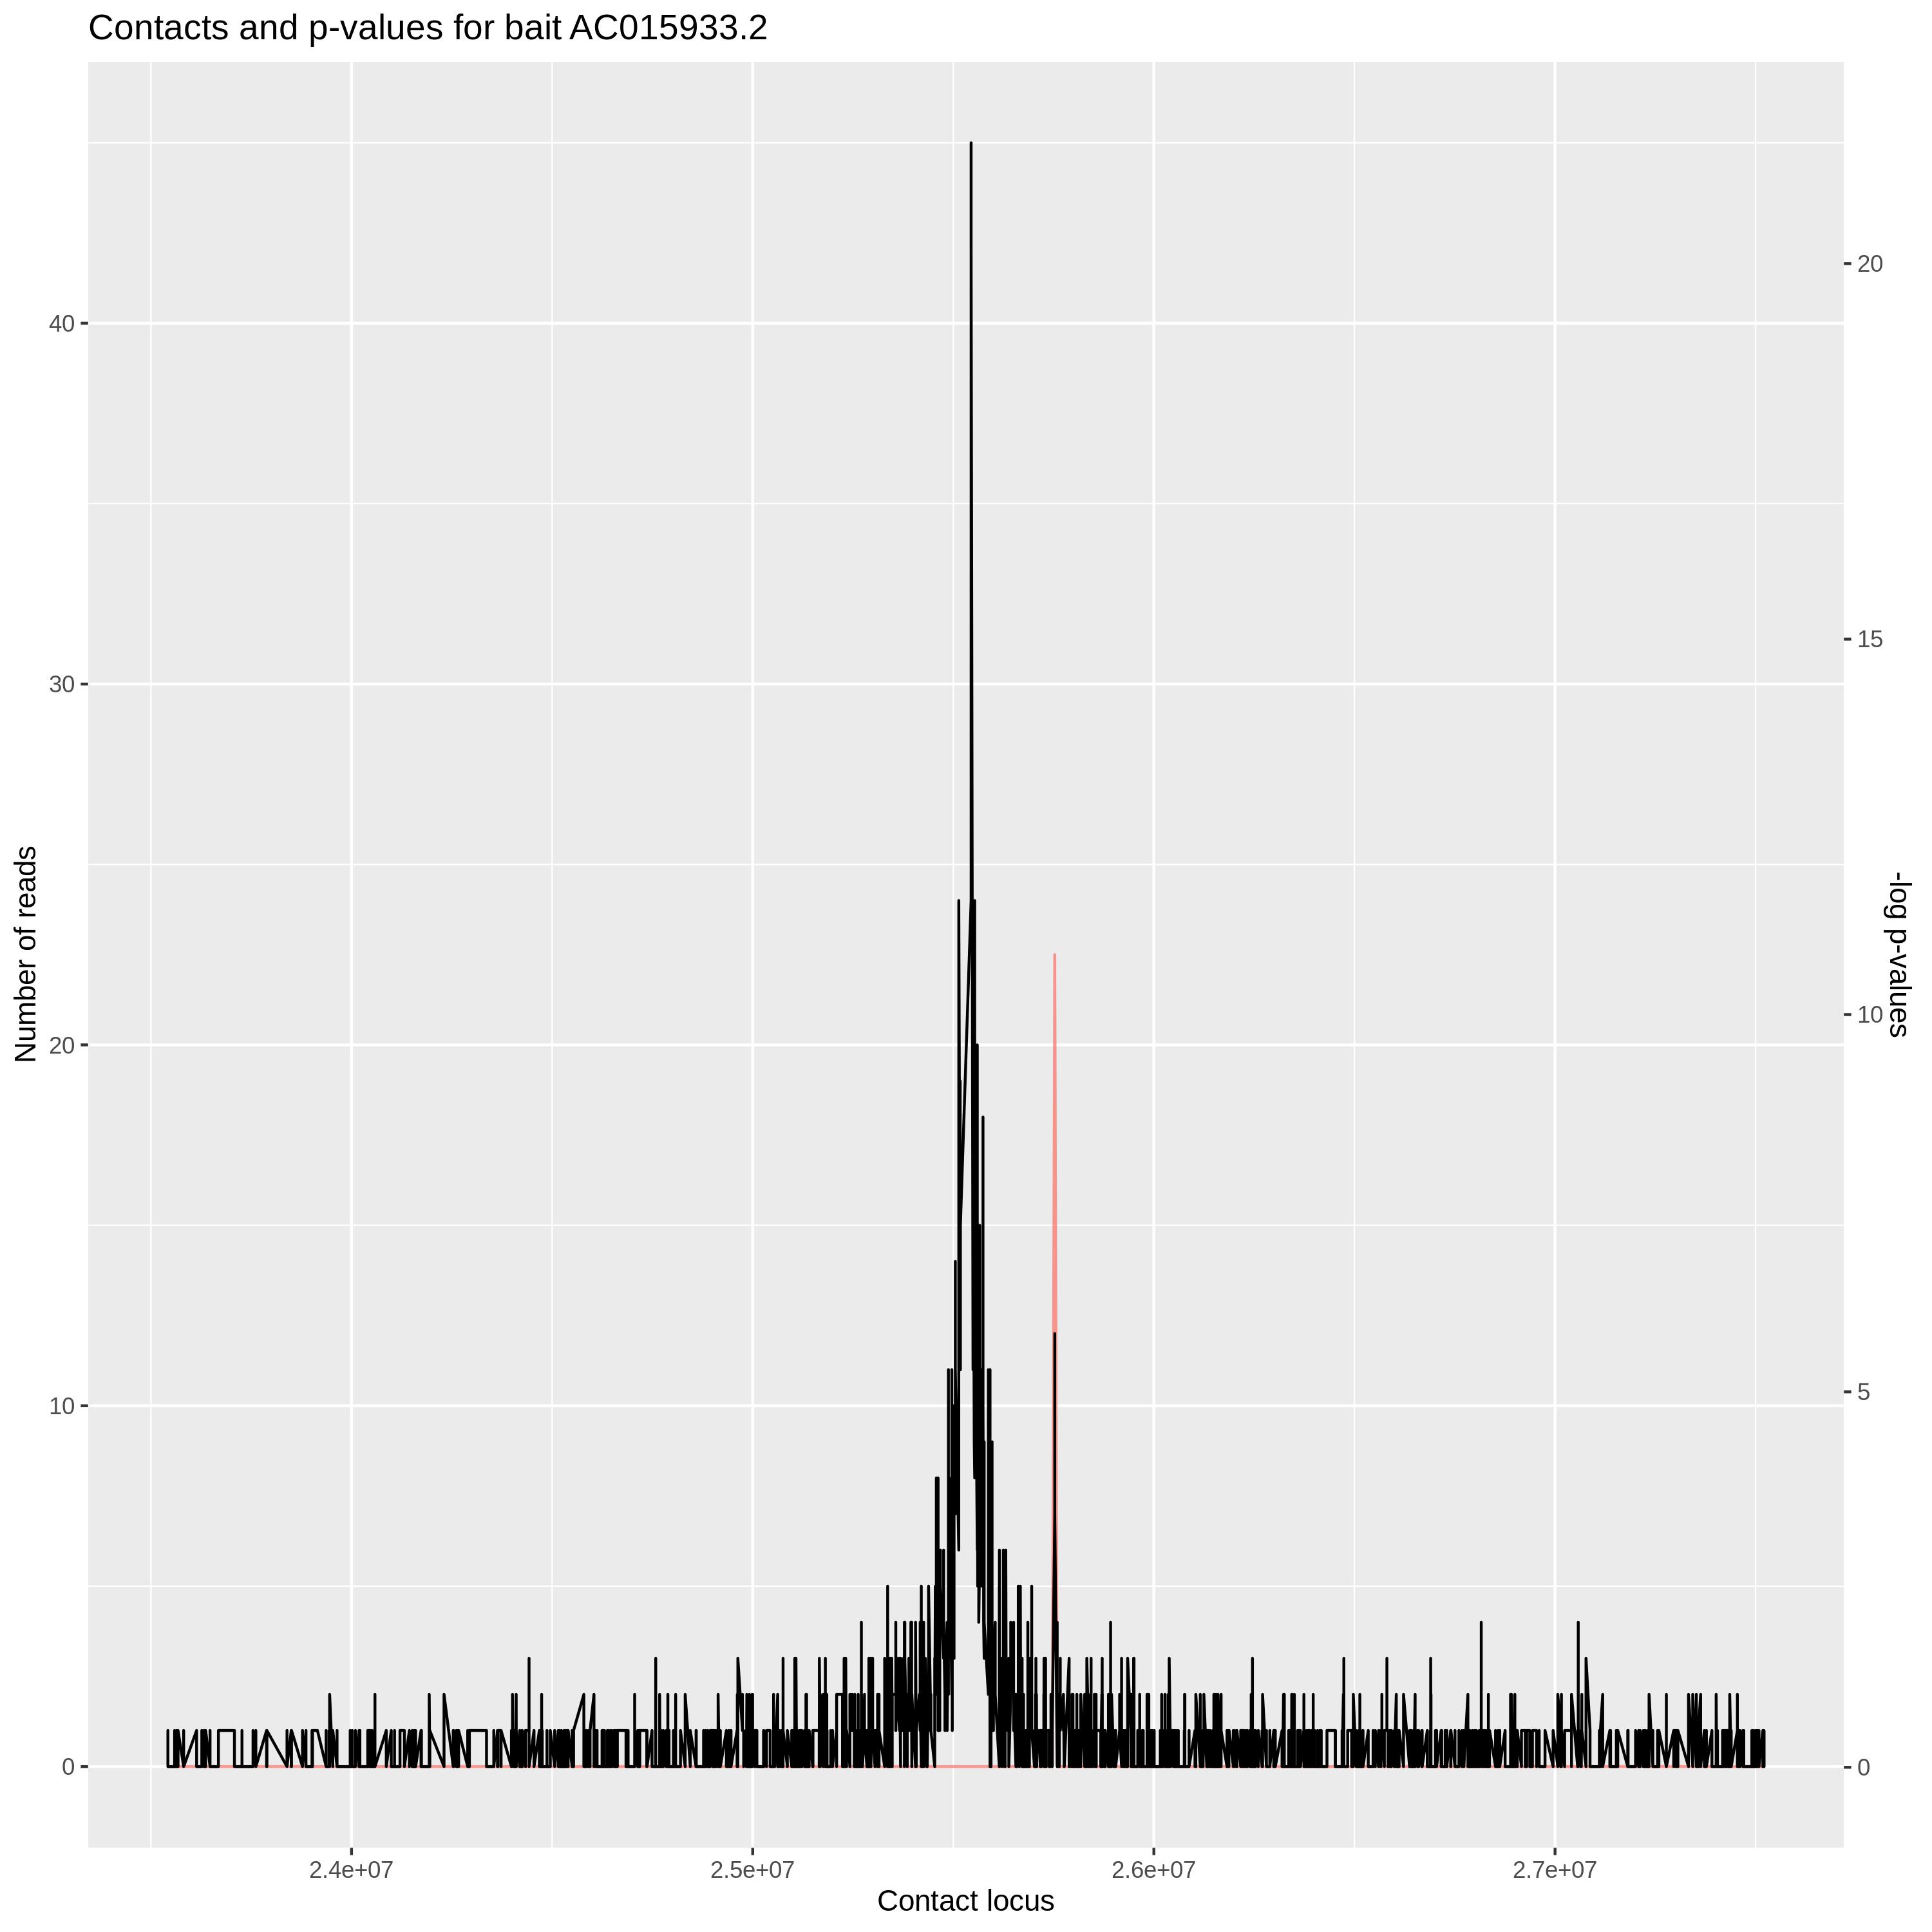 Contacts and p-values for bait AC015933.2
Number of reads
40
30
20
10
0
20
15
10
5
0
-log p-values
2.4e+07 2.5e+07 2.6e+07 2.7e+07
Contact locus